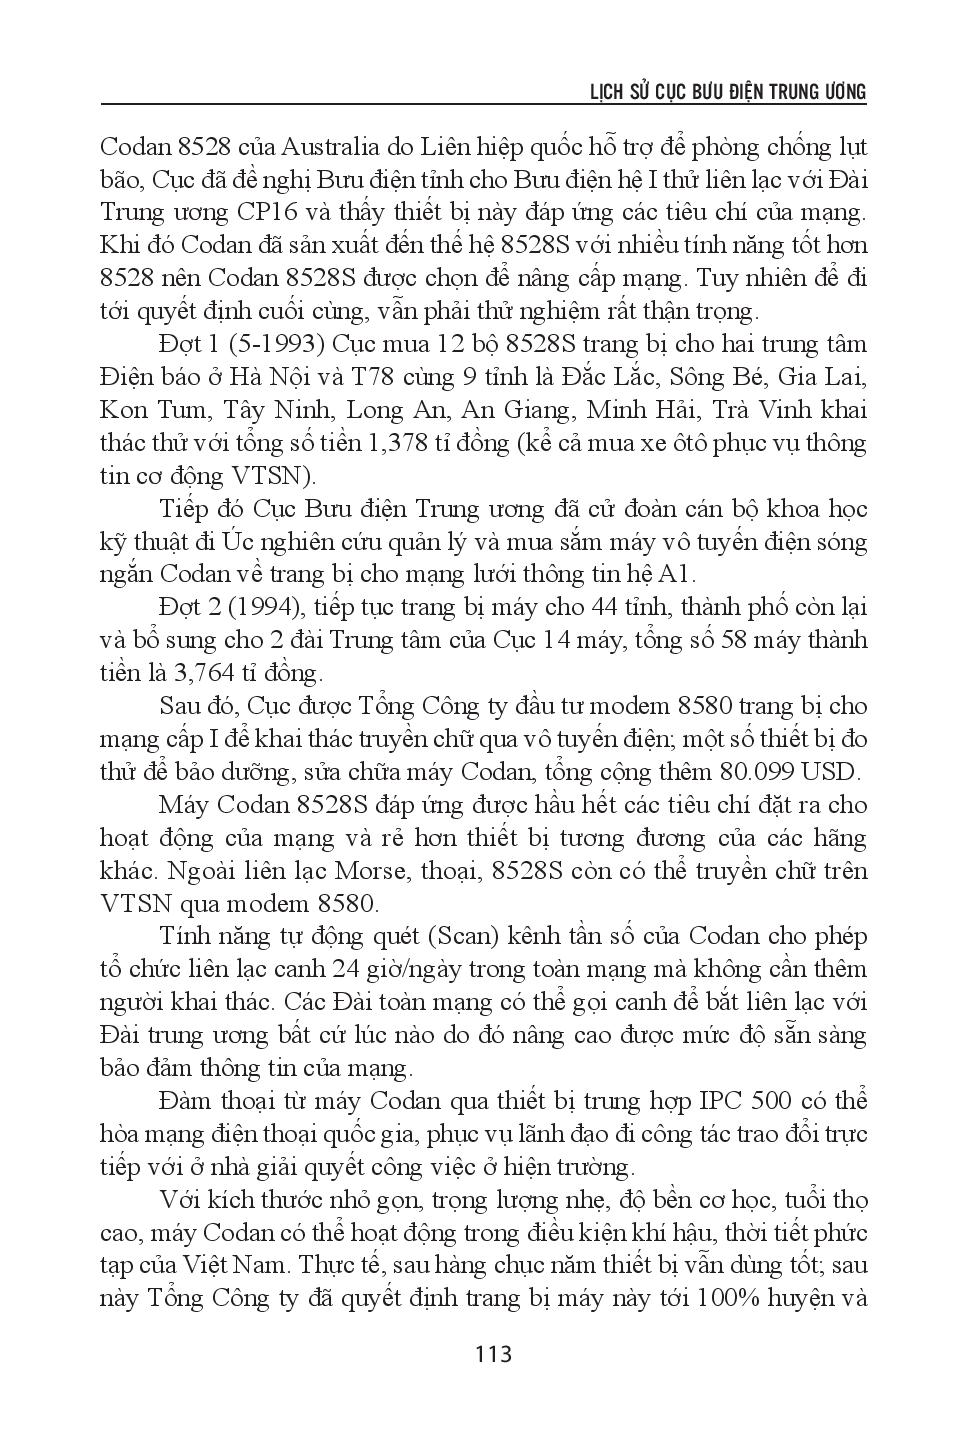 LỊCH SỬ CỤC BƯU ĐIỆN TRUNG ƯƠNG
Codan 8528 của Australia do Liên hiệp quốc hỗ trợ để phòng chống lụt
bão, Cục đã đề nghị Bưu điện tỉnh cho Bưu điện hệ I thử liên lạc với Đài
Trung ương CP16 và thấy thiết bị này đáp ứng các tiêu chí của mạng.
Khi đó Codan đã sản xuất đến thế hệ 8528S với nhiều tính năng tốt hơn
8528 nên Codan 8528S được chọn để nâng cấp mạng. Tuy nhiên để đi
tới quyết định cuối cùng, vẫn phải thử nghiệm rất thận trọng.
Đợt 1 (5-1993) Cục mua 12 bộ 8528S trang bị cho hai trung tâm
Điện báo ở Hà Nội và T78 cùng 9 tỉnh là Đắc Lắc, Sông Bé, Gia Lai,
Kon Tum, Tây Ninh, Long An, An Giang, Minh Hải, Trà Vinh khai
thác thử với tổng số tiền 1,378 tỉ đồng (kể cả mua xe ôtô phục vụ thông
tin cơ động VTSN).
Tiếp đó Cục Bưu điện Trung ương đã cử đoàn cán bộ khoa học
kỹ thuật đi Úc nghiên cứu quản lý và mua sắm máy vô tuyến điện sóng
ngắn Codan về trang bị cho mạng lưới thông tin hệ A1.
Đợt 2 (1994), tiếp tục trang bị máy cho 44 tỉnh, thành phố còn lại
và bổ sung cho 2 đài Trung tâm của Cục 14 máy, tổng số 58 máy thành
tiền là 3,764 tỉ đồng.
Sau đó, Cục được Tổng Công ty đầu tư modem 8580 trang bị cho
mạng cấp I để khai thác truyền chữ qua vô tuyến điện; một số thiết bị đo
thử để bảo dưỡng, sửa chữa máy Codan, tổng cộng thêm 80.099 USD.
Máy Codan 8528S đáp ứng được hầu hết các tiêu chí đặt ra cho
hoạt động của mạng và rẻ hơn thiết bị tương đương của các hãng
khác. Ngoài liên lạc Morse, thoại, 8528S còn có thể truyền chữ trên
VTSN qua modem 8580.
Tính năng tự động quét (Scan) kênh tần số của Codan cho phép
tổ chức liên lạc canh 24 giờ/ngày trong toàn mạng mà không cần thêm
người khai thác. Các Đài toàn mạng có thể gọi canh để bắt liên lạc với
Đài trung ương bất cứ lúc nào do đó nâng cao được mức độ sẵn sàng
bảo đảm thông tin của mạng.
Đàm thoại từ máy Codan qua thiết bị trung hợp IPC 500 có thể
hòa mạng điện thoại quốc gia, phục vụ lãnh đạo đi công tác trao đổi trực
tiếp với ở nhà giải quyết công việc ở hiện trường.
Với kích thước nhỏ gọn, trọng lượng nhẹ, độ bền cơ học, tuổi thọ
cao, máy Codan có thể hoạt động trong điều kiện khí hậu, thời tiết phức
tạp của Việt Nam. Thực tế, sau hàng chục năm thiết bị vẫn dùng tốt; sau
này Tổng Công ty đã quyết định trang bị máy này tới 100% huyện và
113